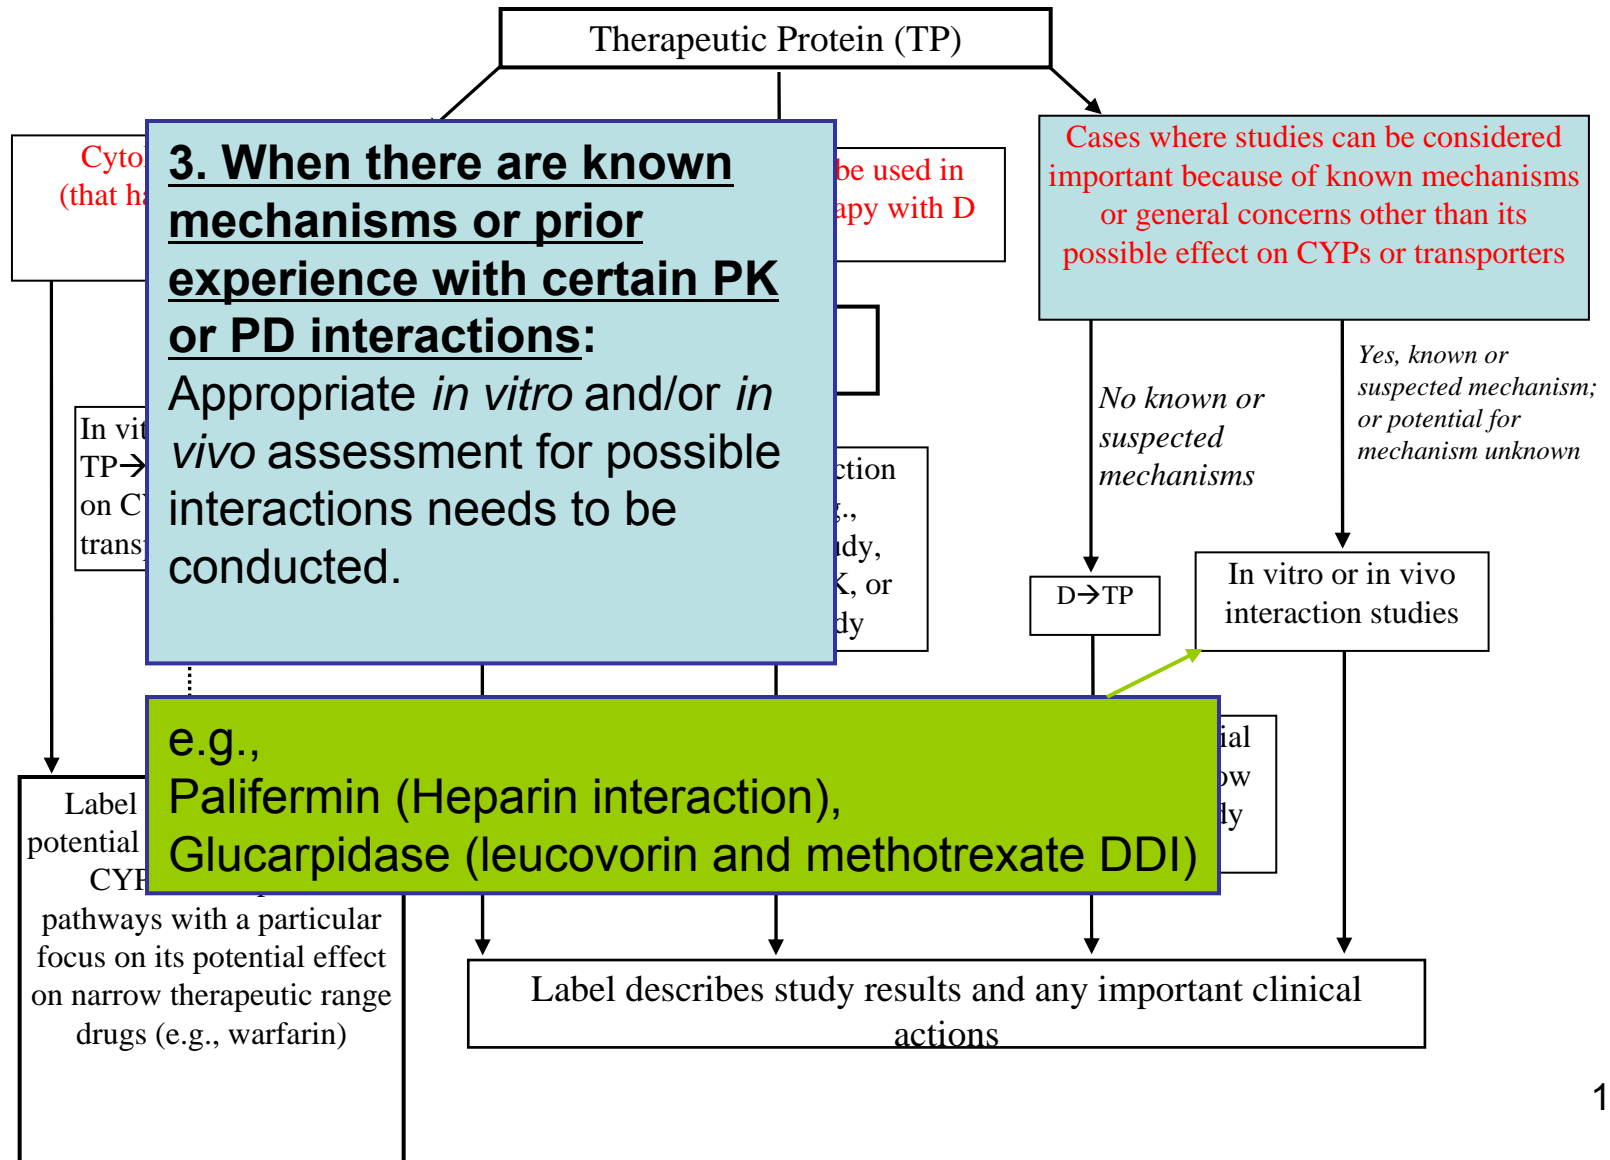 Therapeutic Protein (TP)
(that
be used in
with D
3. When there are known
mechanisms or prior
experience with certain PK
or PD interactions:
Appropriate in vitro and/or in
vivo assessment for possible
interactions needs to be
conducted.
Cases where studies can be considered
important because of known mechanisms
or general concerns other than its
possible effect on CYPs or transporters
No known or
suspected
mechanisms
Yes, known or
suspected mechanism;
or potential for
mechanism unknown
In
TP→
on
or
D→TP
In vitro or in vivo
interaction studies
e.g.,
Palifermin (Heparin interaction),
Glucarpidase (leucovorin and methotrexate DDI)
Label
potential
pathways with a particular
focus on its potential effect
on narrow therapeutic range
drugs (e.g., warfarin)
Label describes study results and any important clinical
actions
1